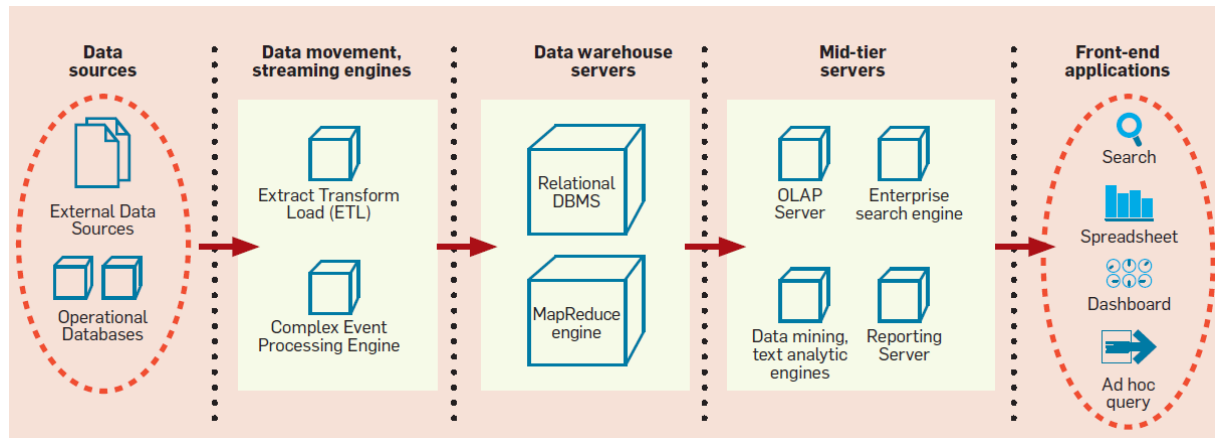 Data
sources
Data movement,
streaming engines
Data warehouse
servers
Mid-tier
servers
Front-end
applications
External Data
Sources
Operational
Databases
Extract Transform
Load (ETL)
Complex Event
Processing Engine
Relational
DBMS
MapReduce
engine
OLAP
Server
Enterprise
search engine
Data mining,
text analytic
engines
Reporting
Server
Search
Spreadsheet
Dashboard
Ad hoc
query